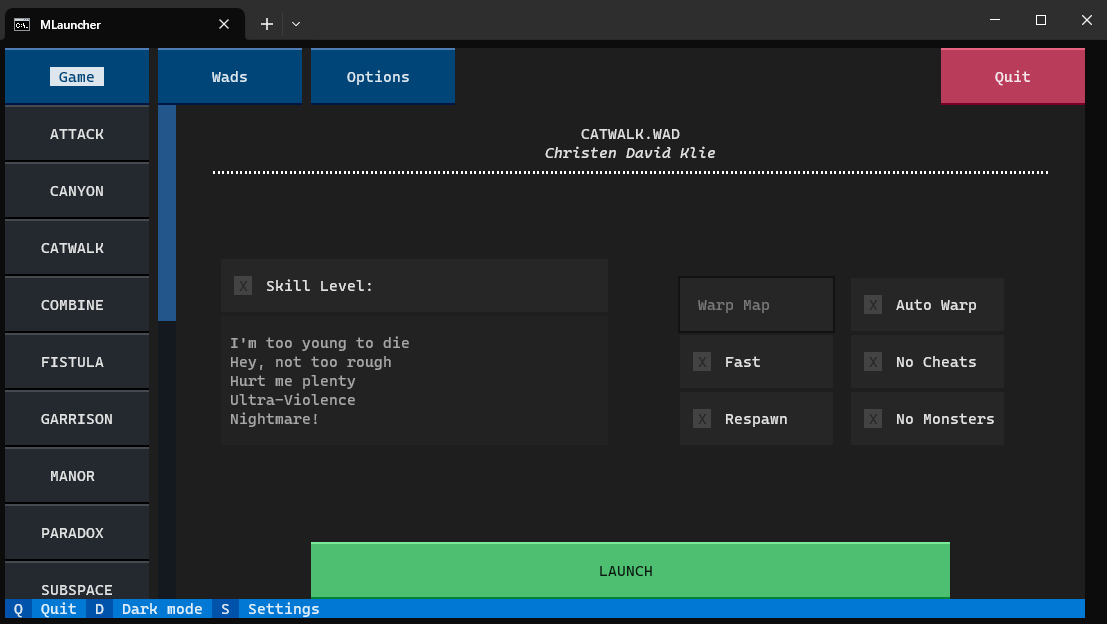 MLauncher
Game
Wads
Options
Quit
ATTACK
CANYON
CATWALK
COMBINE
FISTULA
GARRISON
MANOR
PARADOX
SUBSPACE
CATWALK.WAD
Christen David Klie
X Skill Level:
I'm too young to die
Hey, not too rough
Hurt me plenty
Ultra-Violence
Nightmare!
Warp Map
X Auto Warp
X Fast
X No Cheats
X Respawn
X No Monsters
LAUNCH
Q Quit D Dark mode S Settings